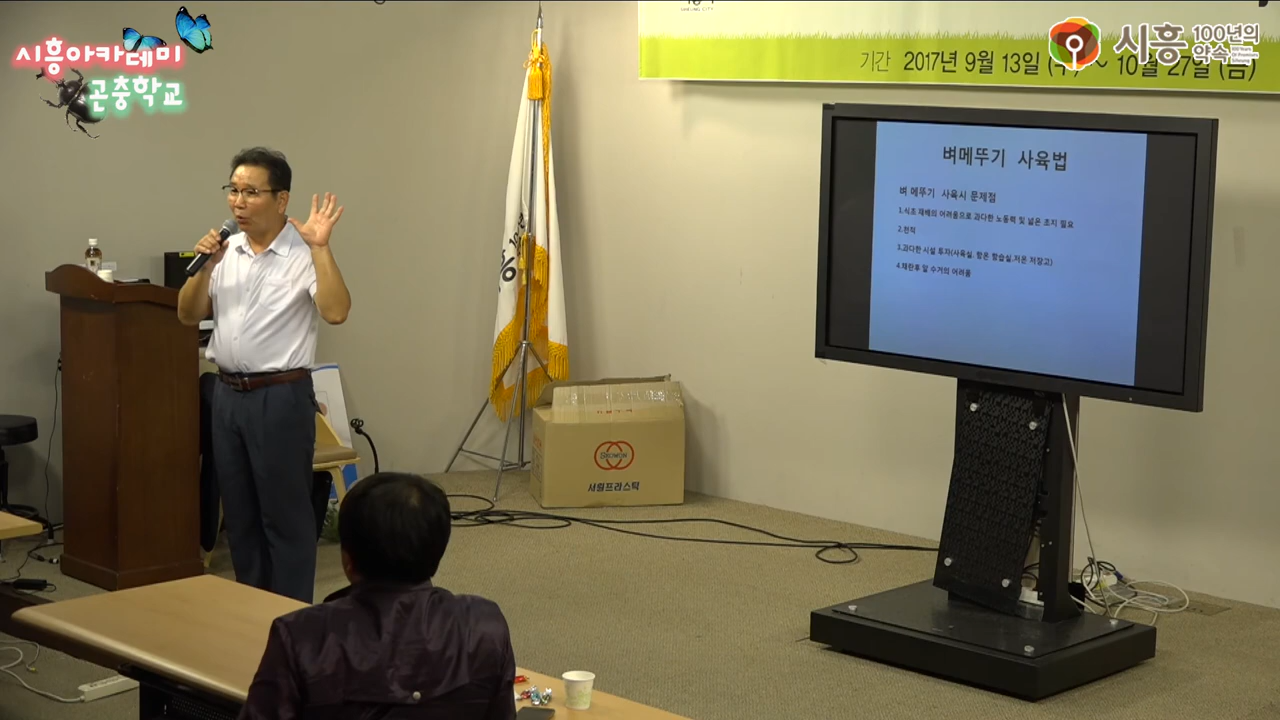 시흥아카데미
곤충학교
SIHEUNG CITY
시흥 100년의 약속
기간 2017년 9월 13일 (수) ~ 10월 27일 (금)
벼메뚜기 사육법
벼 메뚜기 사육시 문제점
1.식초 재배의 어려움으로 과다한 노동력 및 넓은 초지 필요
2.천적
3.과다한 시설 투자(사육실, 항온 항습실,저온 저장고)
4.채란후 알 수거의 어려움
서원프라스틱